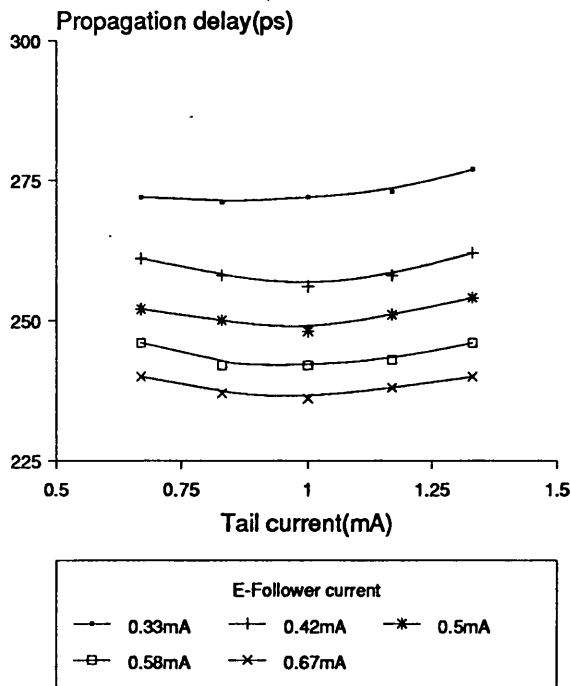 Propagation delay(ps)
300
275
250
225
0.5 0.75 1 1.25 1.5
Tail current(mA)
E-Follower current
0.33mA 0.42mA 0.5mA
0.58mA 0.67mA